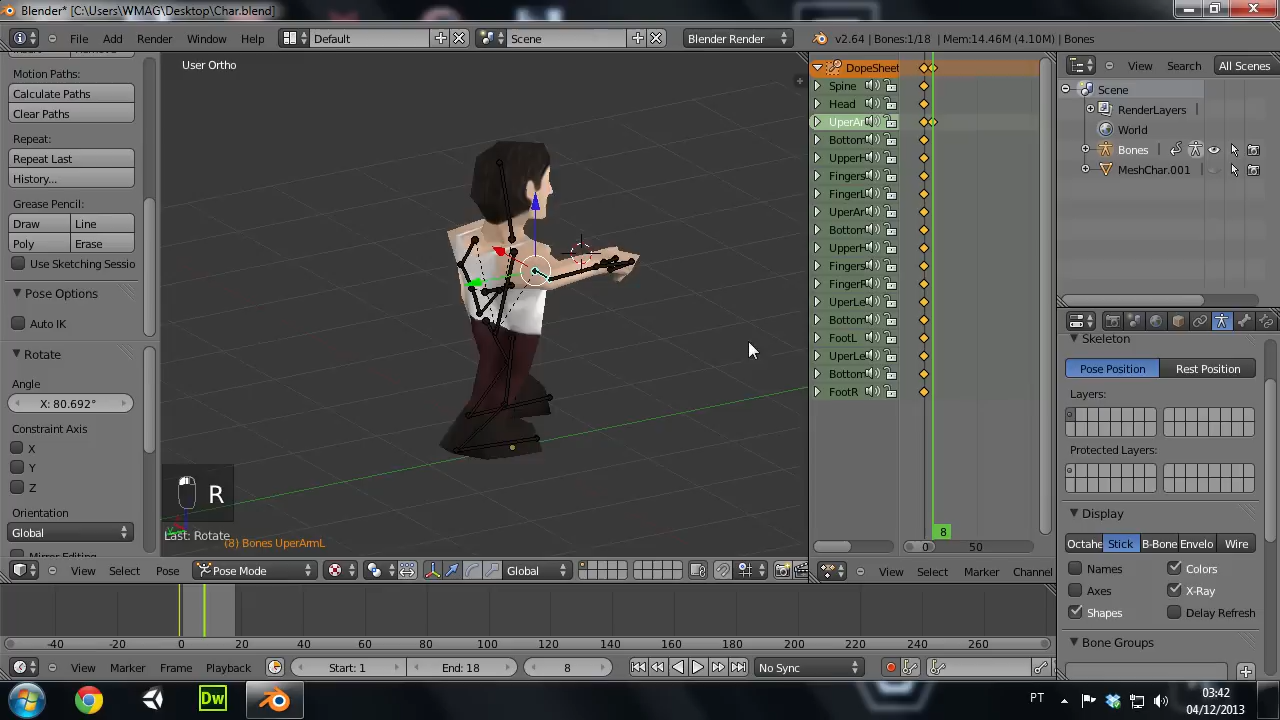 Blender* [C:\Users\WMAG\Desktop\Char.blend]
File Add Render Window Help Default Scene Blender Render v2.64 | Bones:1/18 | Mem:14.46M (4.10M) | Bones
View Search All Scenes
Motion Paths:
Calculate Paths
Clear Paths
Repeat:
Repeat Last
History...
Grease Pencil:
Draw Line
Poly Erase
Use Sketching Sessio
Pose Options
Auto IK
Rotate
Angle
X: 80.692°
Constraint Axis
X
Y
Z
Orientation
Global
Mirror Editing
User Ortho
R
Last: Rotate
(8) Bones UperArmL
View Select Pose Pose Mode Global
DopeSheet
Spine
Head
UperAr
Bottom
UpperH
Fingers
FingerL
UperAr
Bottom
UpperH
Fingers
FingerR
UperLe
Bottom
FootL
UperLe
Bottom
FootR
8
0 50
View Select Marker Channel
Scene
RenderLayers
World
Bones
MeshChar.001
Skeleton
Pose Position Rest Position
Layers:
Protected Layers:
Display
Octahe Stick B-Bone Envelo Wire
Names Colors
Axes X-Ray
Shapes Delay Refresh
Bone Groups
-40 -20 0 20 40 60 80 100 120 140 160 180 200 220 240 260
View Marker Frame Playback Start: 1 End: 18 8 No Sync
Dw PT 03:42
04/12/2013